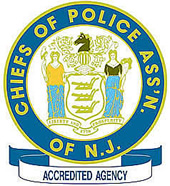 CHIEFS OF POLICE ASS'N.
OF N.J.
LIBERTY AND PROSPERITY
ACCREDITED AGENCY